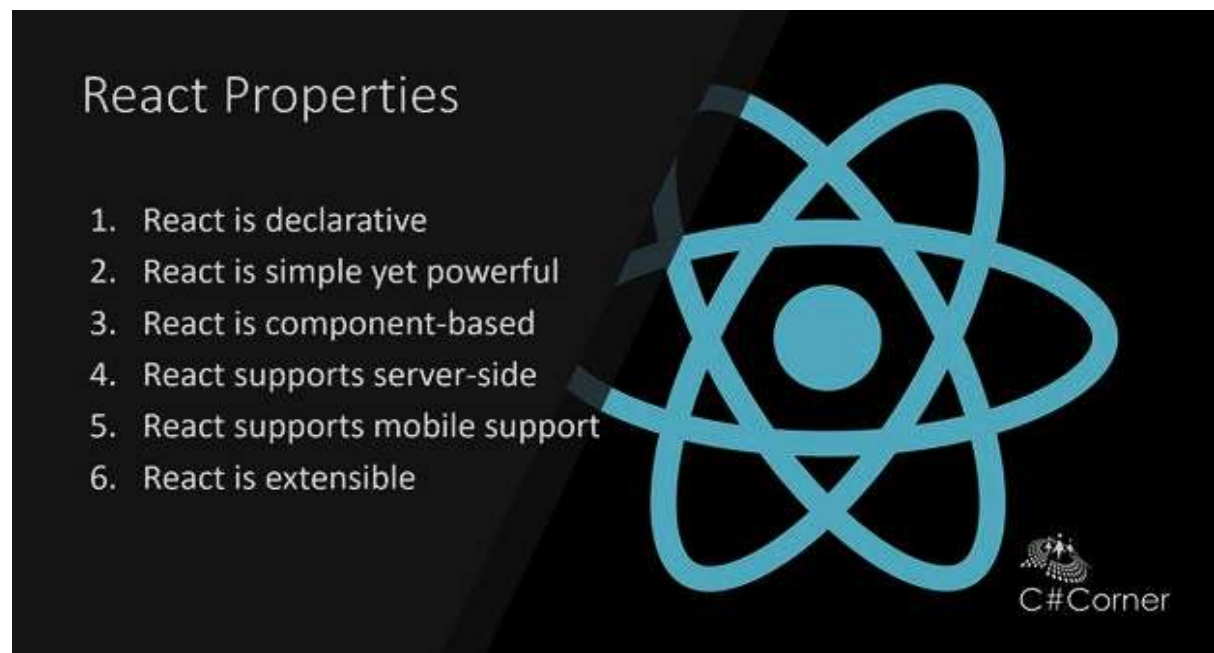 React Properties
1. React is declarative
2. React is simple yet powerful
3. React is component-based
4. React supports server-side
5. React supports mobile support
6. React is extensible
C#Corner